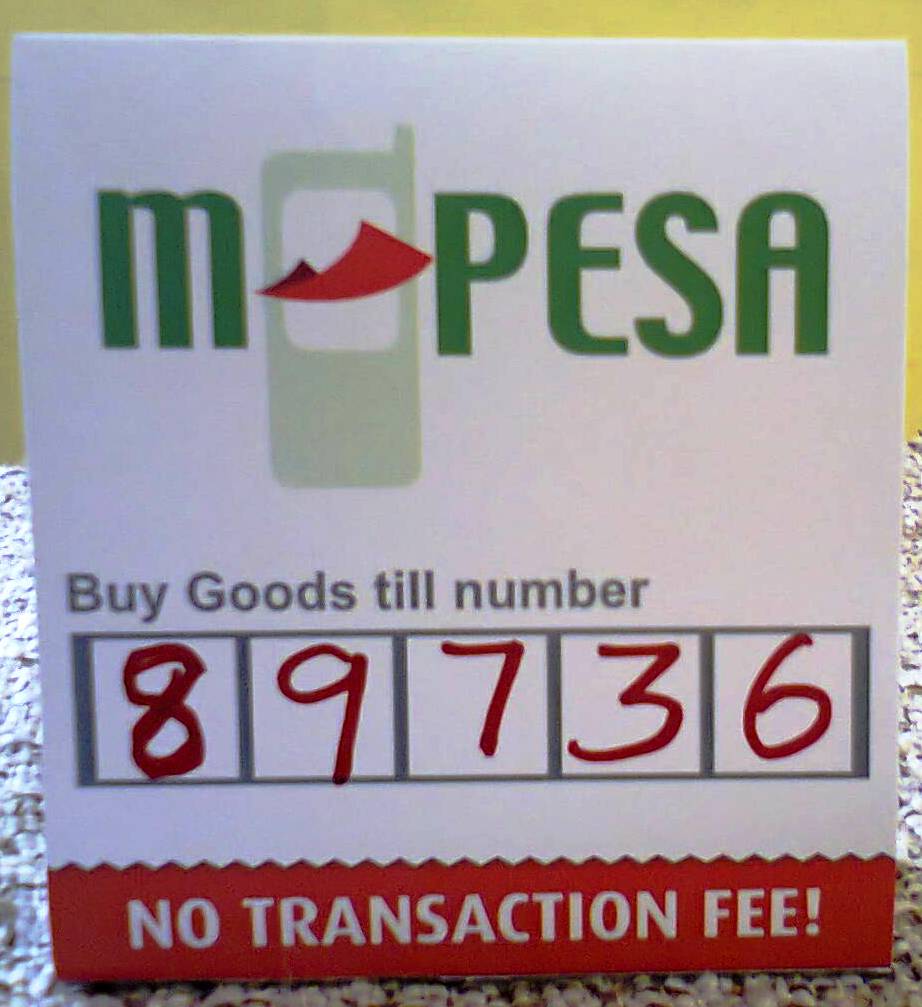 M PESA
Buy Goods till number
89736
NO TRANSACTION FEE!